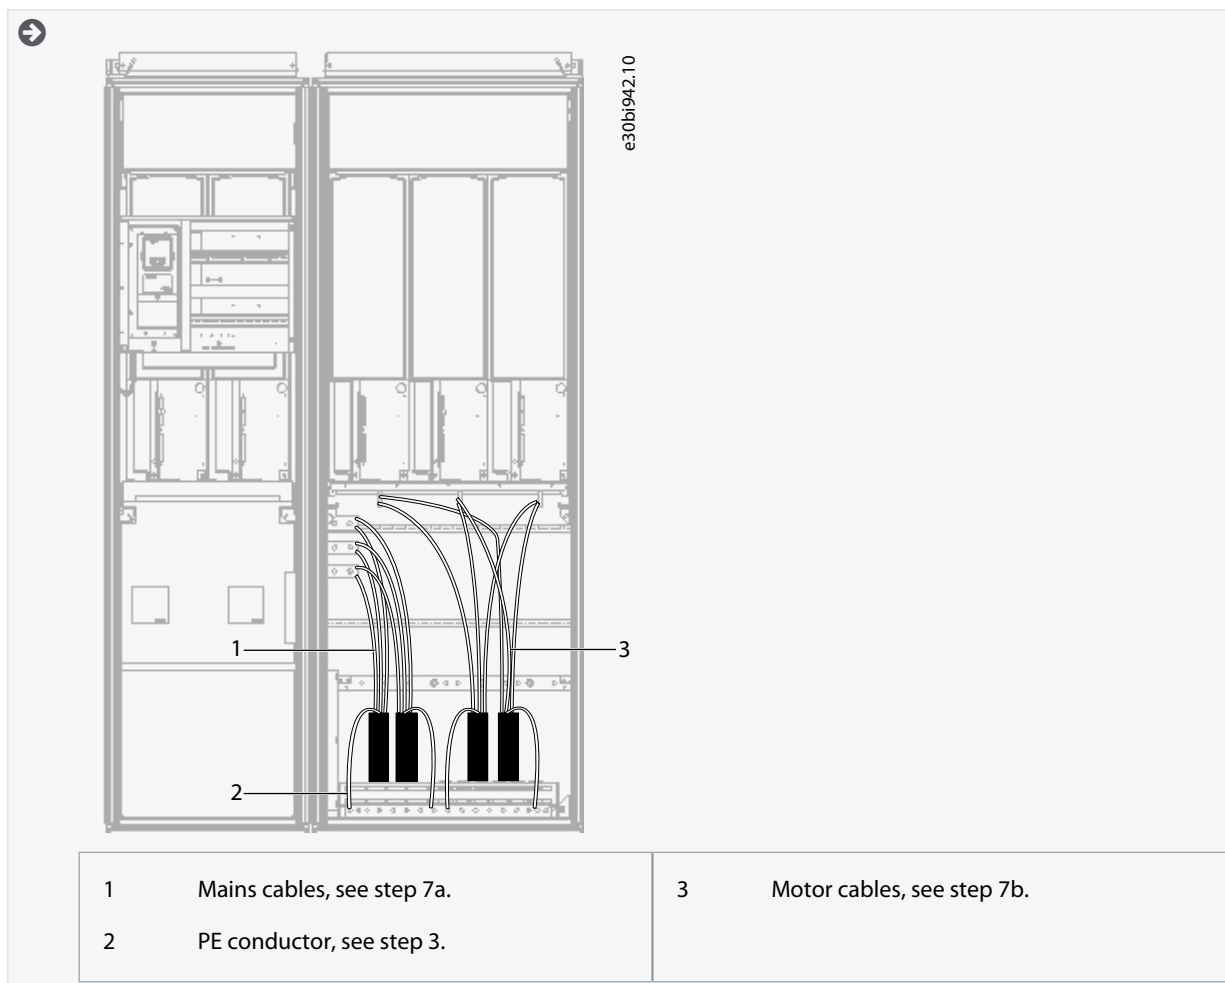 e30bi942.10
1
3
2
1 Mains cables, see step 7a.
2 PE conductor, see step 3.
3 Motor cables, see step 7b.